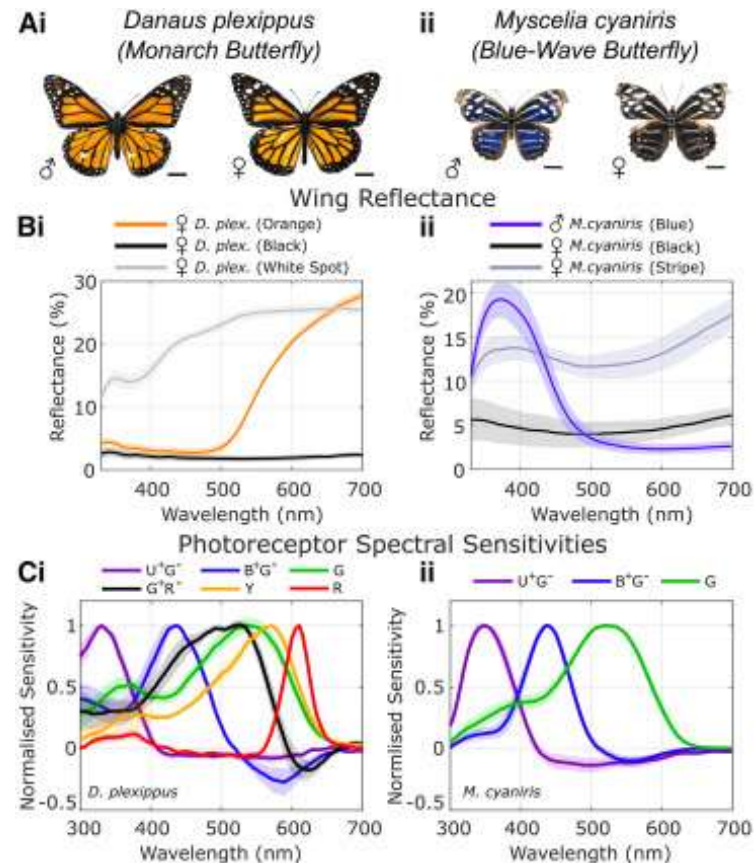 Ai Danaus plexippus (Monarch Butterfly)
ii Myscelia cyaniris (Blue-Wave Butterfly)
♂ ♀ ♂ ♀
Wing Reflectance
Bi
♀ D. plex. (Orange)
♀ D. plex. (Black)
♀ D. plex. (White Spot)
Reflectance (%)
30
20
10
0
400 500 600 700
Wavelength (nm)
ii
♂ M.cyaniris (Blue)
♀ M.cyaniris (Black)
♀ M.cyaniris (Stripe)
Reflectance (%)
20
15
10
5
0
400 500 600 700
Wavelength (nm)
Photoreceptor Spectral Sensitivities
Ci
U⁺G⁻ B⁺G⁻ G
G⁺R⁻ Y R
Normalised Sensitivity
1
0.5
0
-0.5
D. plexippus
300 400 500 600 700
Wavelength (nm)
ii
U⁺G⁻ B⁺G⁻ G
Normlised Sensitivity
1
0.5
0
-0.5
M. cyaniris
300 400 500 600 700
Wavelength (nm)